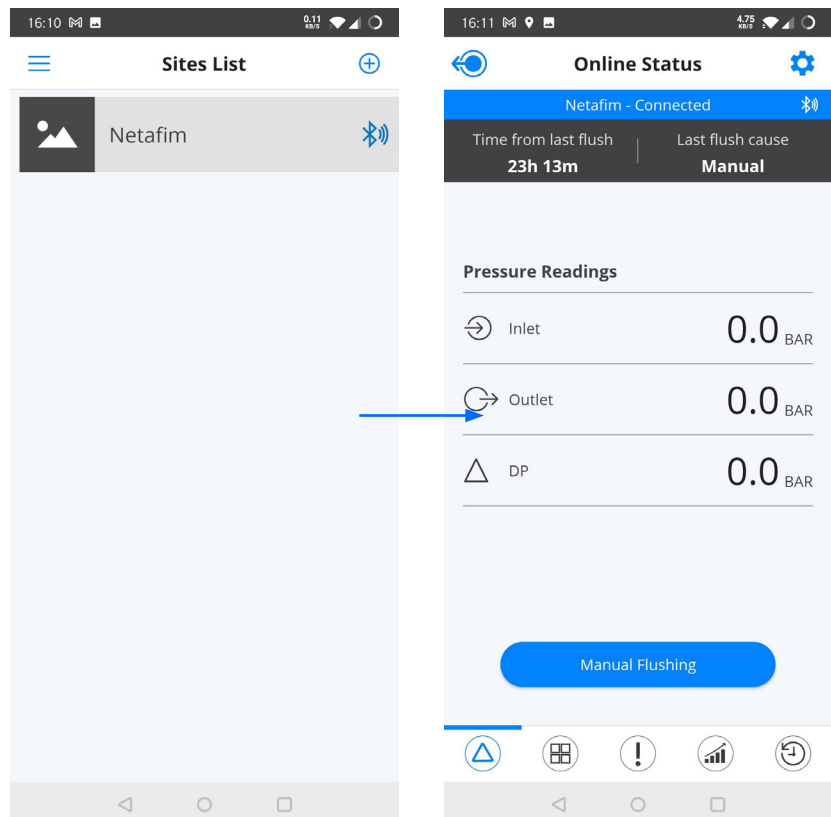 16:10
0.11
KB/S
Sites List
Netafim
16:11
4.75
KB/S
Online Status
Netafim - Connected
Time from last flush
23h 13m
Last flush cause
Manual
Pressure Readings
Inlet
0.0 BAR
Outlet
0.0 BAR
DP
0.0 BAR
Manual Flushing